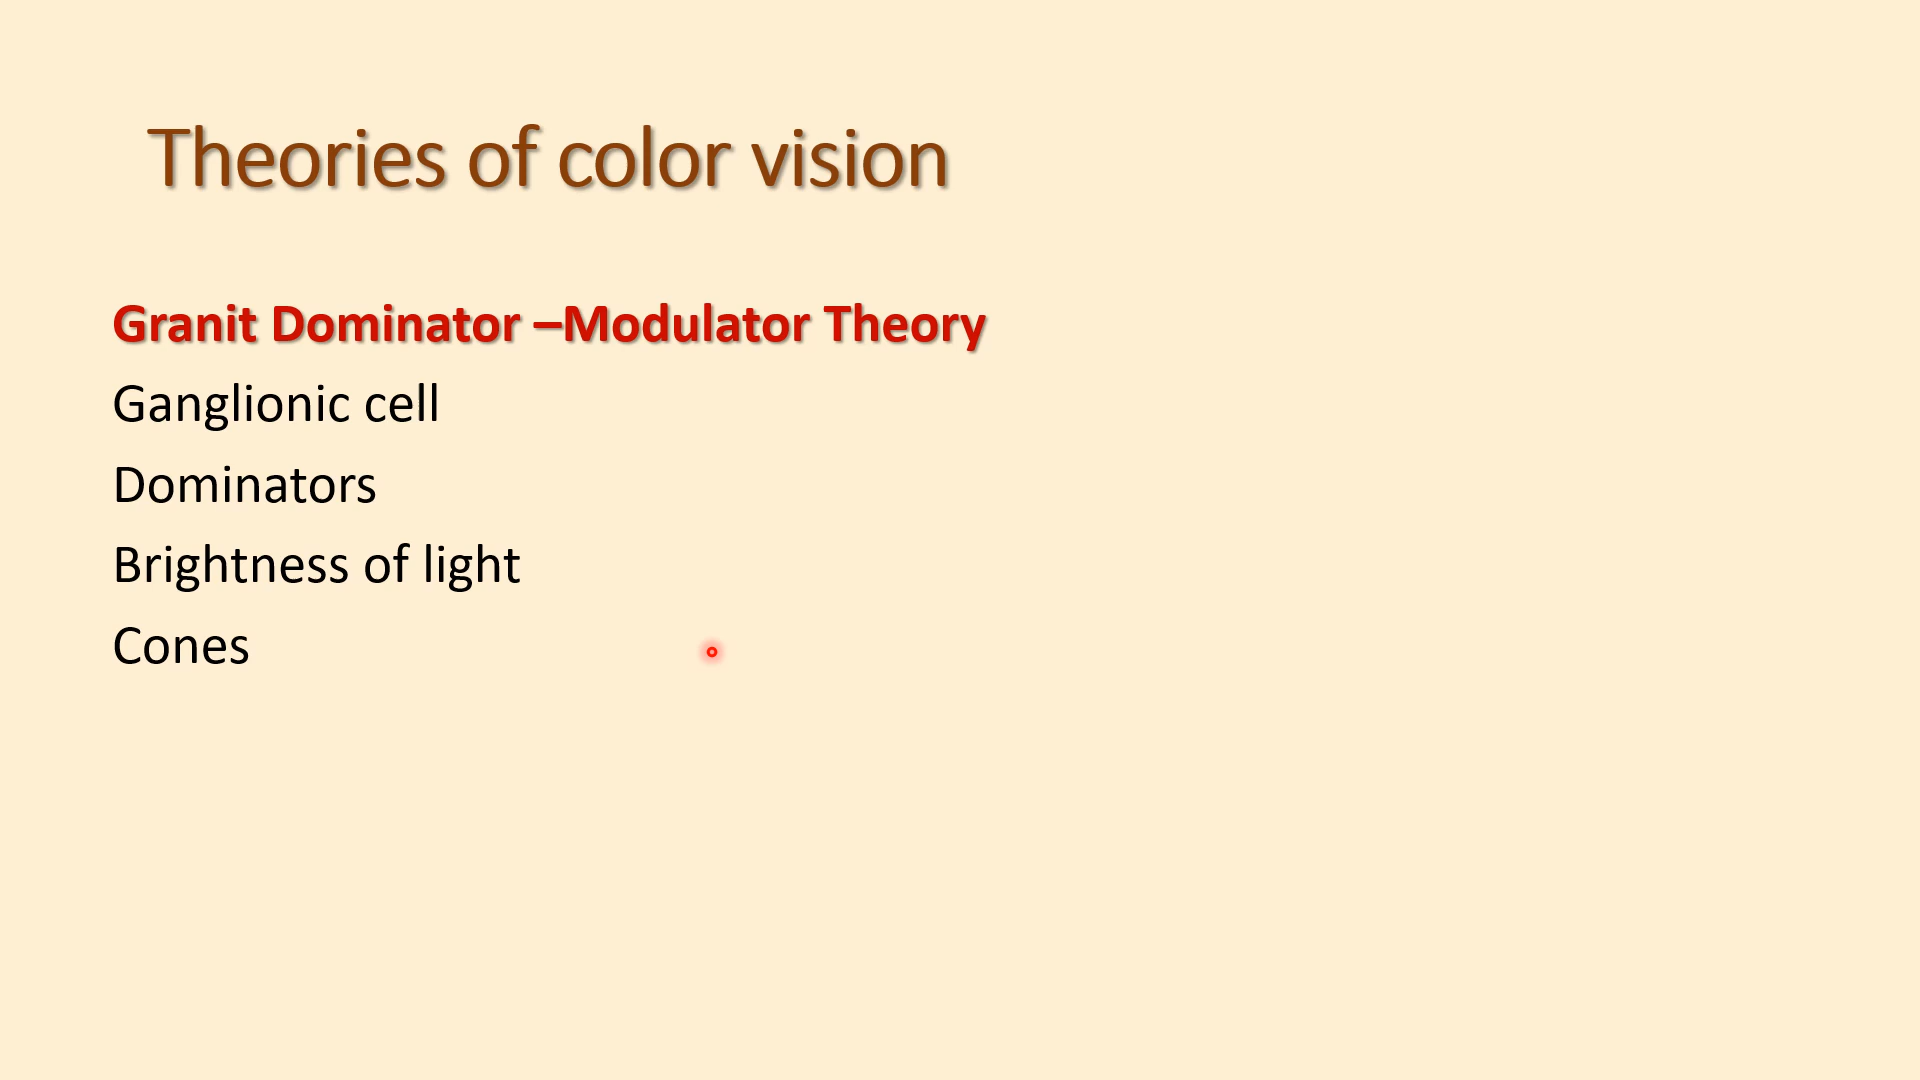 Theories of color vision
Granit Dominator –Modulator Theory
Ganglionic cell
Dominators
Brightness of light
Cones